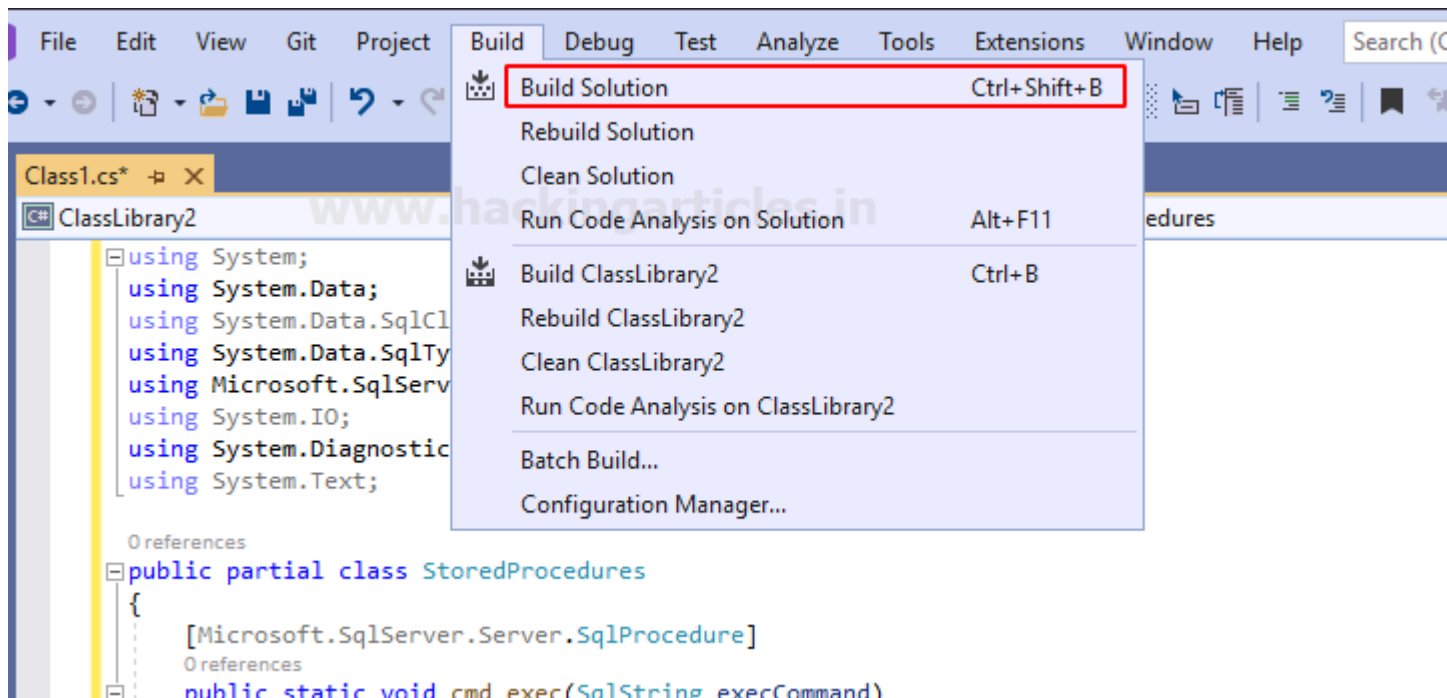 File Edit View Git Project Build Debug Test Analyze Tools Extensions Window Help Search (C
Build Solution Ctrl+Shift+B
Rebuild Solution
Class1.cs*
Clean Solution
ClassLibrary2
www.hackingarticles.in
Run Code Analysis on Solution Alt+F11
edures
using System;
Build ClassLibrary2 Ctrl+B
using System.Data;
using System.Data.SqlCl
Rebuild ClassLibrary2
using System.Data.SqlTy
Clean ClassLibrary2
using Microsoft.SqlServ
using System.IO;
Run Code Analysis on ClassLibrary2
using System.Diagnostic
Batch Build...
using System.Text;
Configuration Manager...
0 references
public partial class StoredProcedures
{
[Microsoft.SqlServer.Server.SqlProcedure]
0 references
public static void cmd_exec(SqlString execCommand)